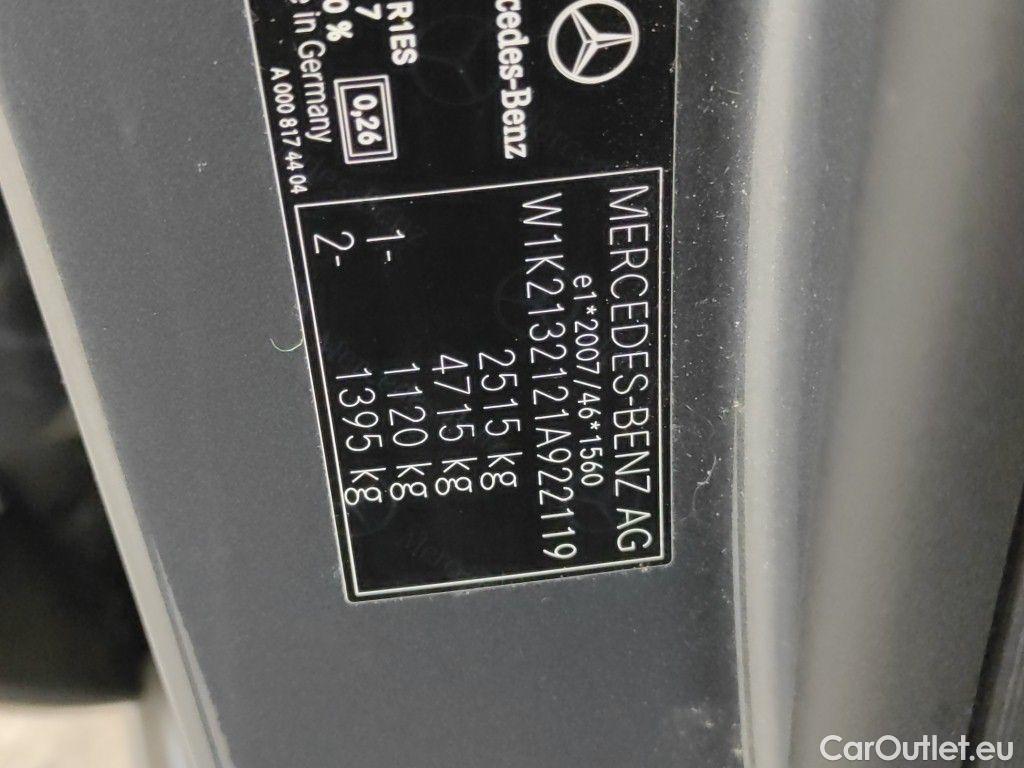 R1ES
7
0 %
0,26
e in Germany
A 000 817 44 04
cedes-Benz
MERCEDES-BENZ AG
e1*2007/46*1560
W1K2132121A922119
2515 kg
4715 kg
1- 1120 kg
2- 1395 kg
CarOutlet.eu